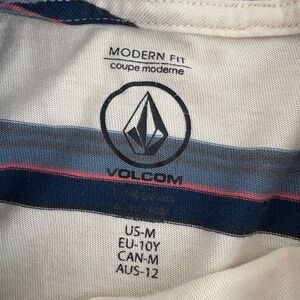 MODERN FIT
coupe moderne
VOLCOM
US-M
EU-10Y
CAN-M
AUS-12